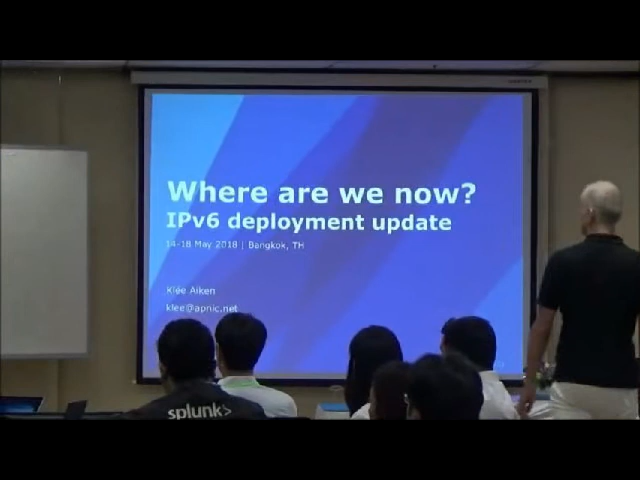 Where are we now?
IPv6 deployment update
14-18 May 2018 | Bangkok, TH
Klée Aiken
klee@apnic.net
splunk>